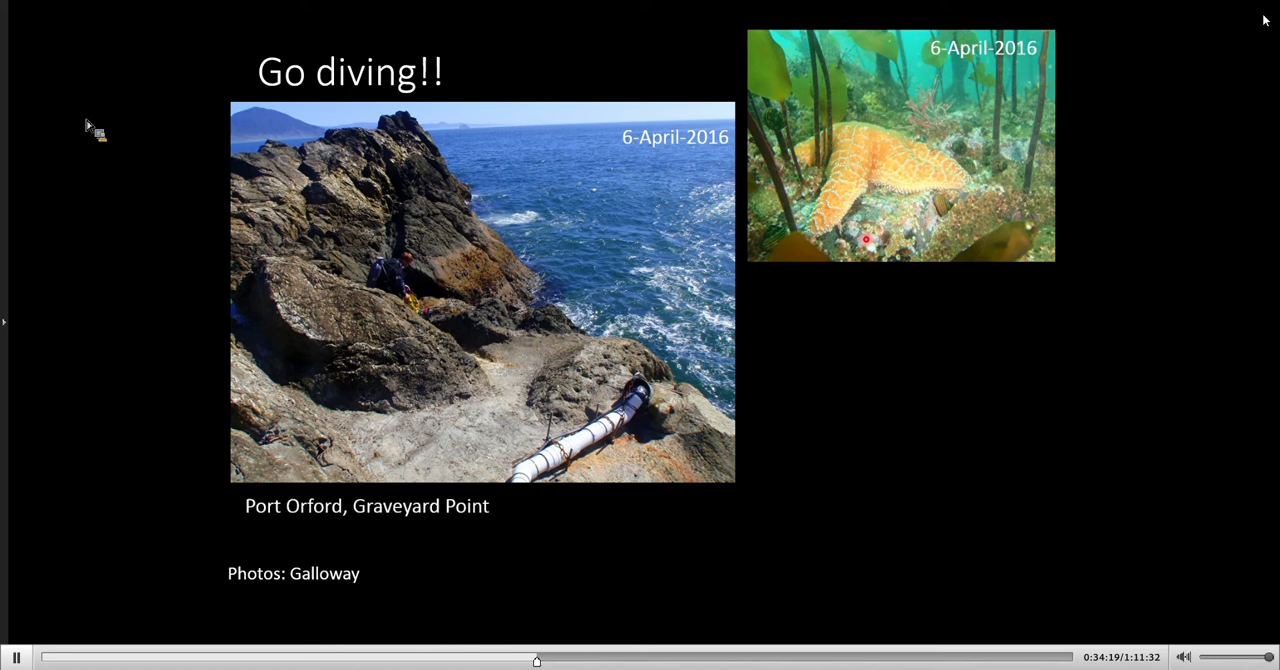 Go diving!!
6-April-2016
6-April-2016
Port Orford, Graveyard Point
Photos: Galloway
0:34:19/1:11:32